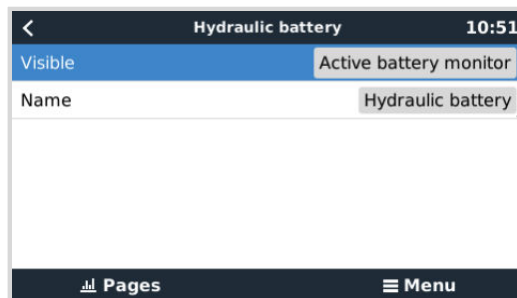 Hydraulic battery 10:51
Visible Active battery monitor
Name Hydraulic battery
Pages Menu